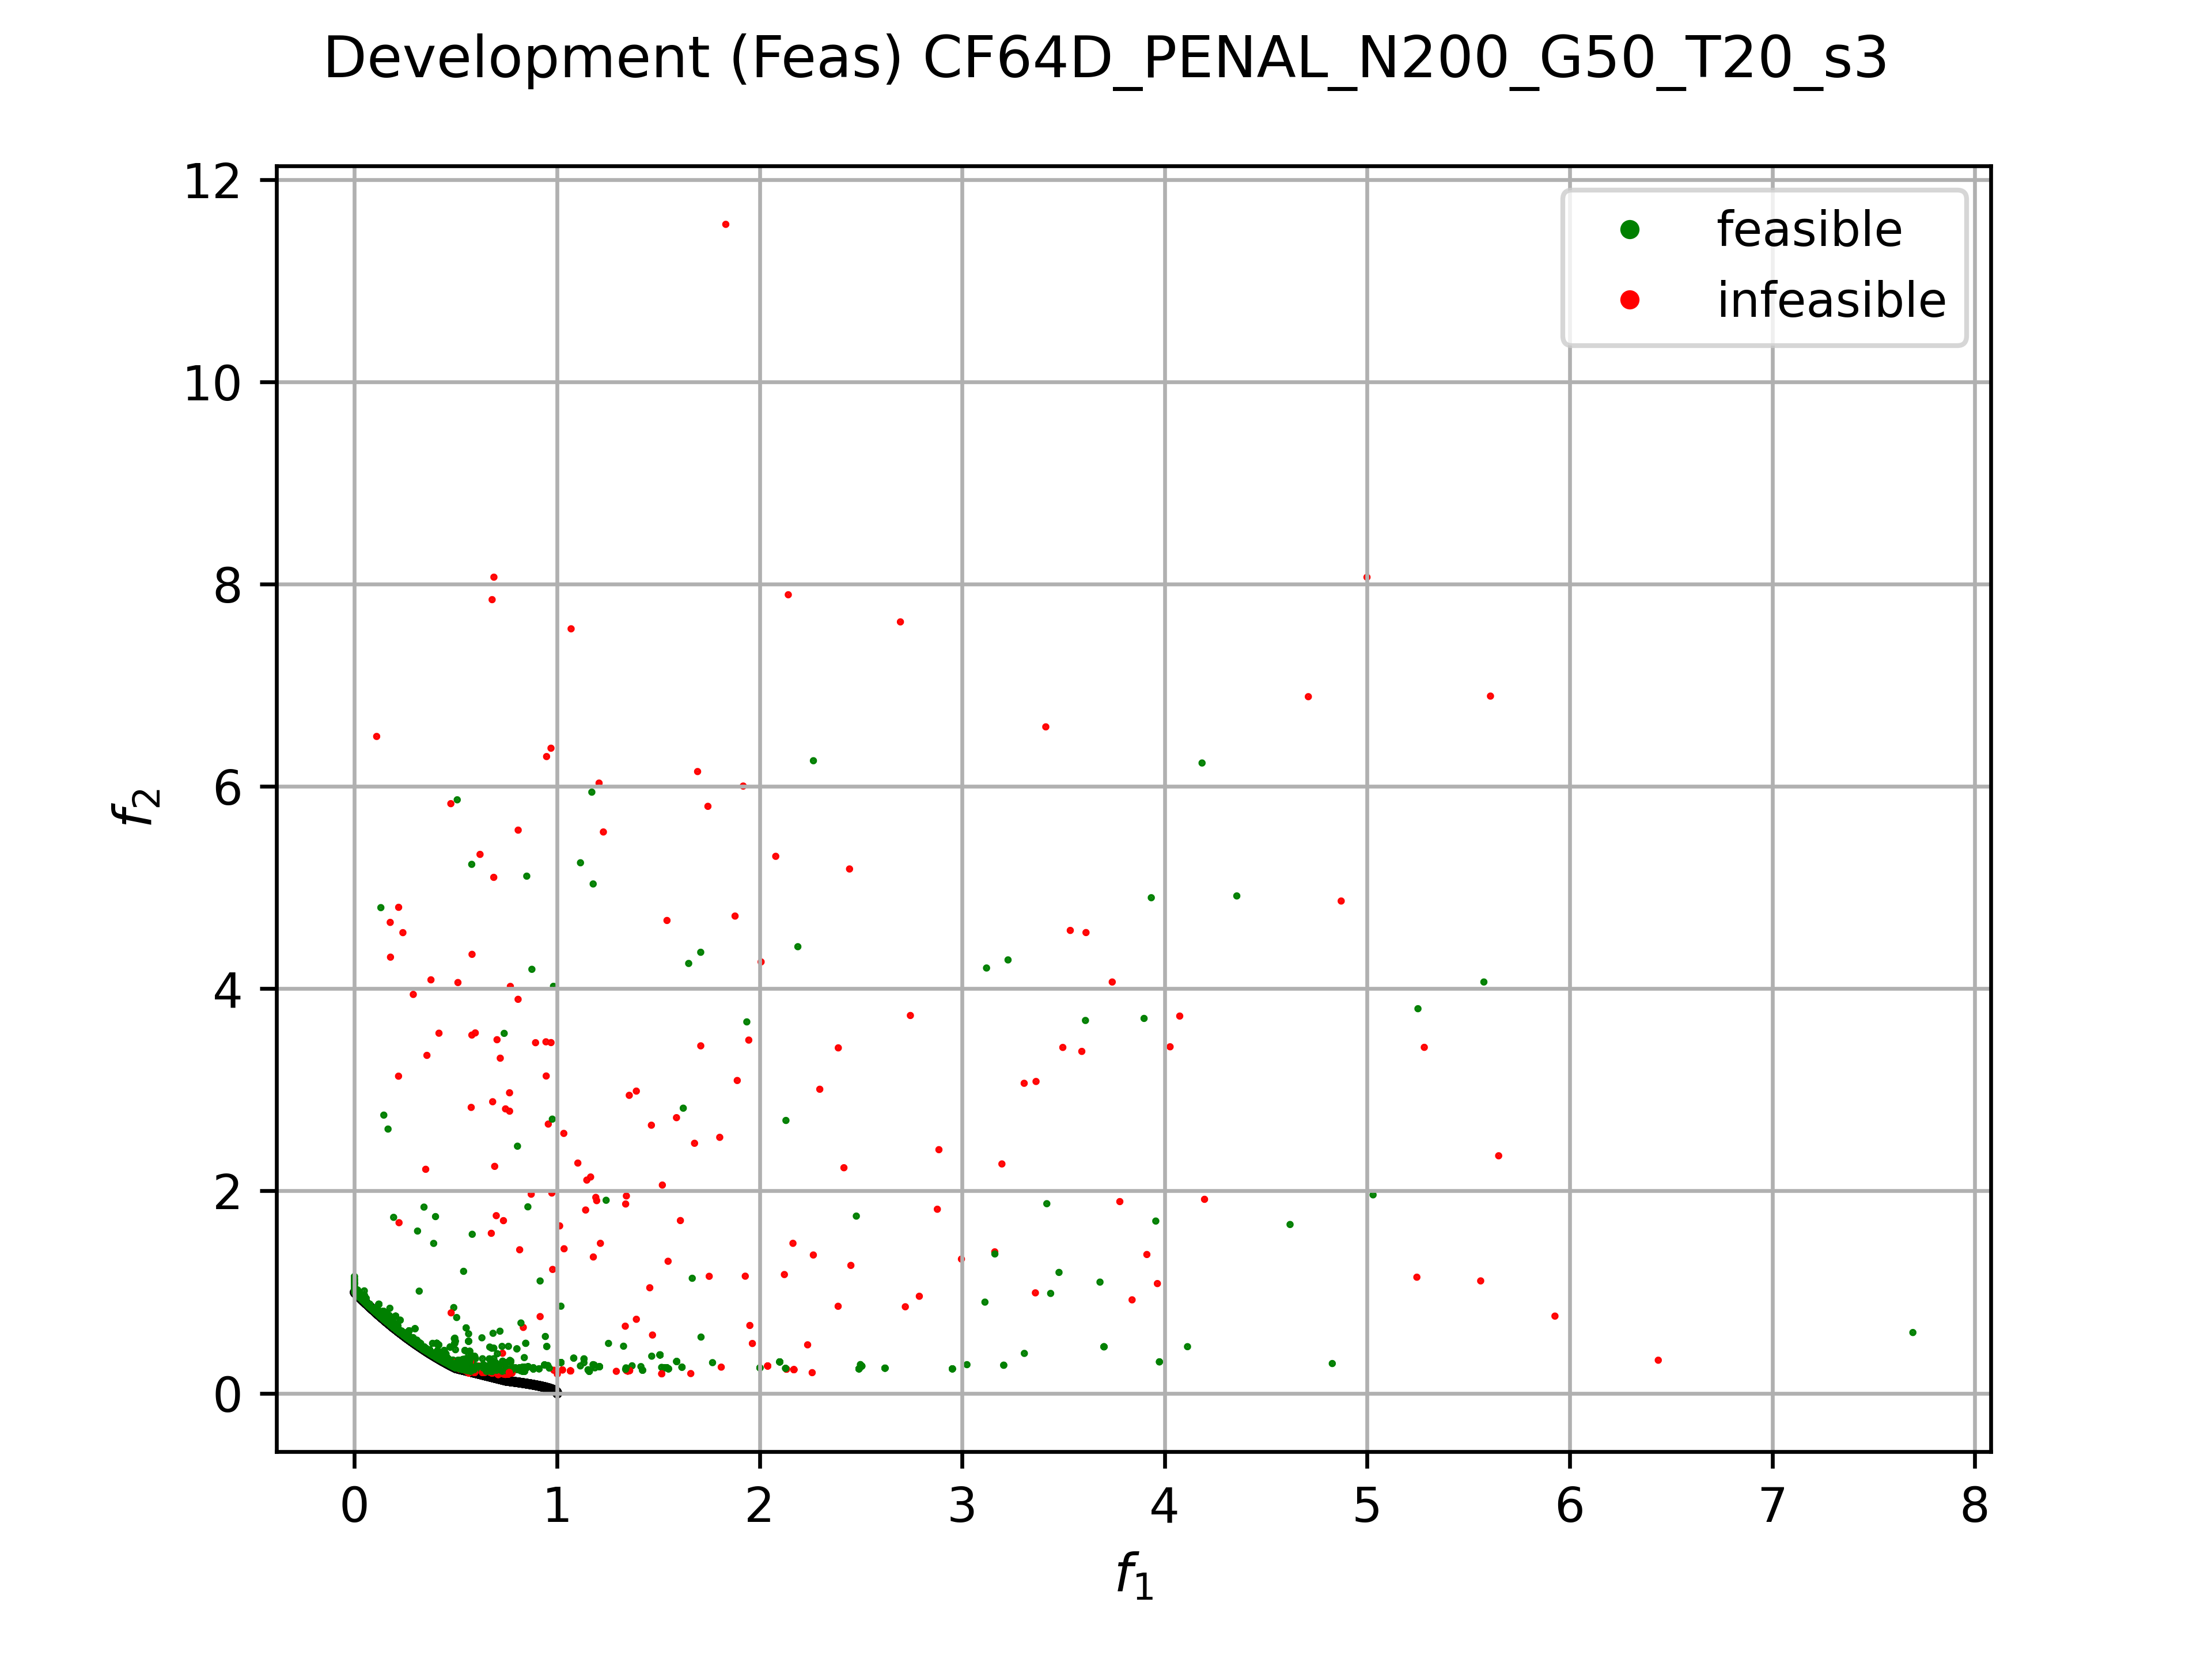 Development (Feas) CF64D_PENAL_N200_G50_T20_s3
12
10
8
6
4
2
0
f2
feasible
infeasible
0 1 2 3 4 5 6 7 8
f1